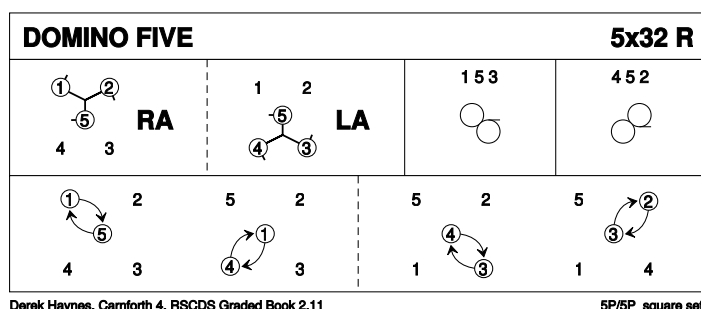 DOMINO FIVE 5x32 R
1 2 5 RA 4 3
1 2 5 LA 4 3
1 5 3
4 5 2
1 2 5 4 3
5 2 1 4 3
5 2 4 1 3
5 2 3 1 4
Derek Haynes, Carnforth 4, RSCDS Graded Book 2.11 5P/5P square set